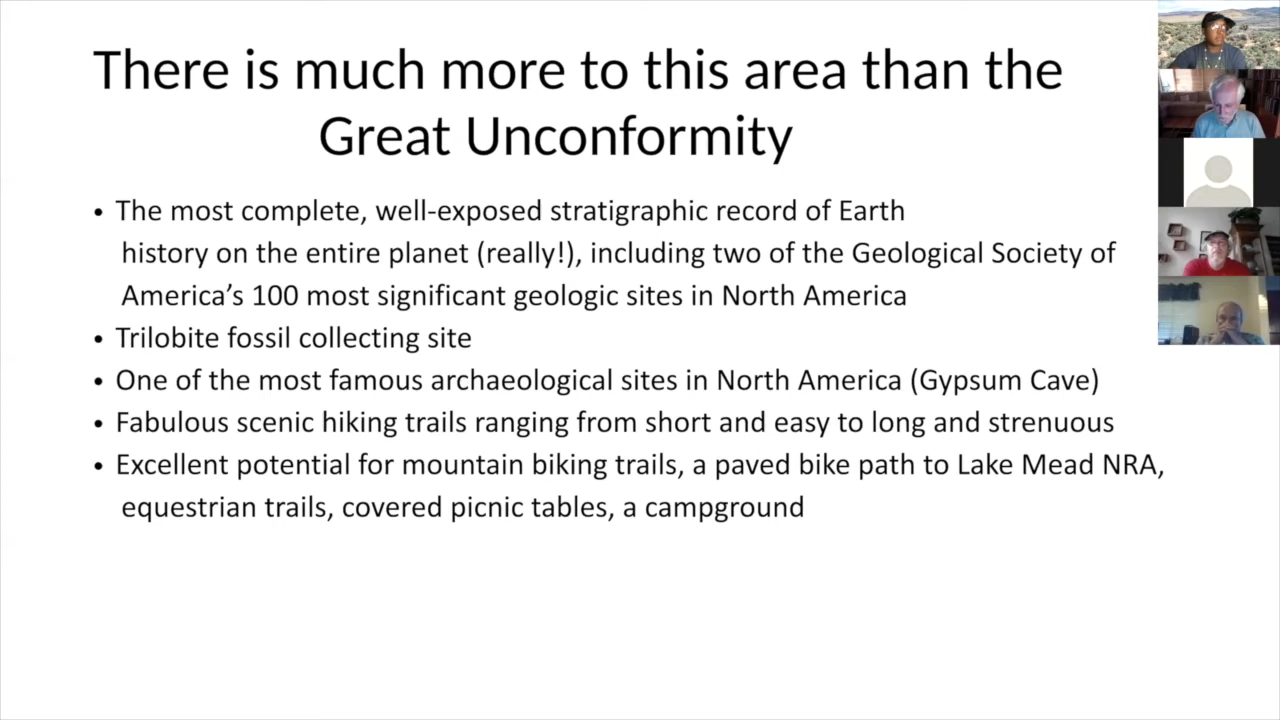 There is much more to this area than the
Great Unconformity
• The most complete, well-exposed stratigraphic record of Earth
history on the entire planet (really!), including two of the Geological Society of
America’s 100 most significant geologic sites in North America
• Trilobite fossil collecting site
• One of the most famous archaeological sites in North America (Gypsum Cave)
• Fabulous scenic hiking trails ranging from short and easy to long and strenuous
• Excellent potential for mountain biking trails, a paved bike path to Lake Mead NRA,
equestrian trails, covered picnic tables, a campground